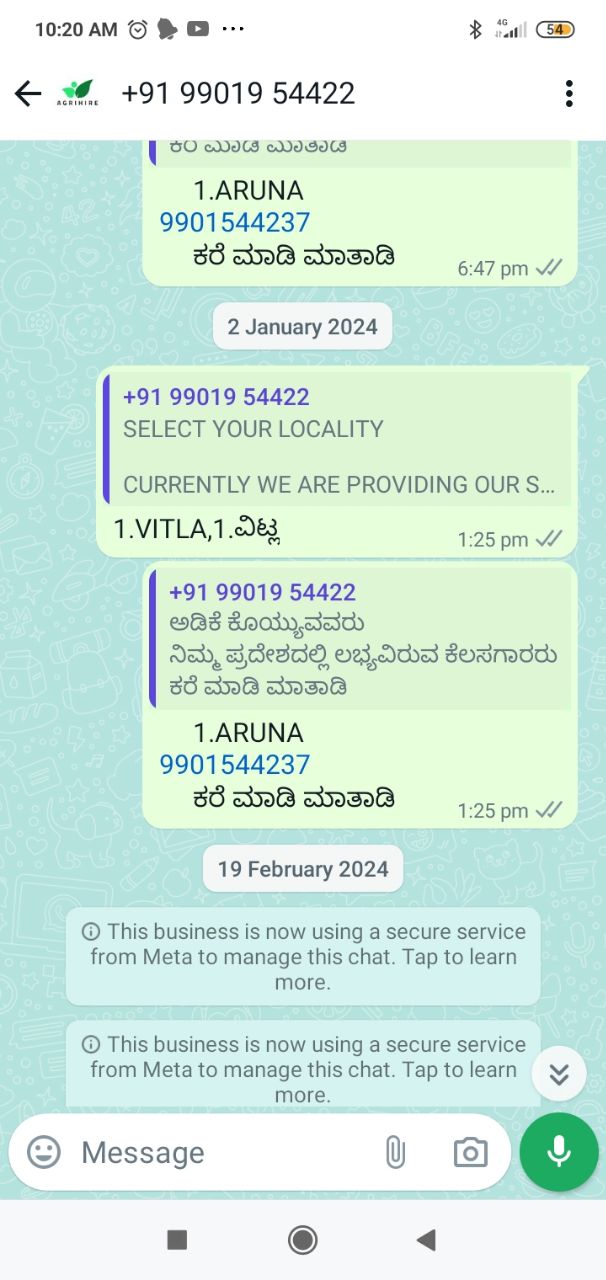 10:20 AM
4G
54
AGRIHIRE
+91 99019 54422
ಕರೆ ಮಾಡಿ ಮಾತಾಡಿ
1.ARUNA
9901544237
ಕರೆ ಮಾಡಿ ಮಾತಾಡಿ
6:47 pm
2 January 2024
+91 99019 54422
SELECT YOUR LOCALITY
CURRENTLY WE ARE PROVIDING OUR S...
1.VITLA,1.ವಿಟ್ಲ
1:25 pm
+91 99019 54422
ಅಡಿಕೆ ಕೊಯ್ಯುವವರು
ನಿಮ್ಮ ಪ್ರದೇಶದಲ್ಲಿ ಲಭ್ಯವಿರುವ ಕೆಲಸಗಾರರು
ಕರೆ ಮಾಡಿ ಮಾತಾಡಿ
1.ARUNA
9901544237
ಕರೆ ಮಾಡಿ ಮಾತಾಡಿ
1:25 pm
19 February 2024
This business is now using a secure service
from Meta to manage this chat. Tap to learn
more.
This business is now using a secure service
from Meta to manage this chat. Tap to learn
more.
Message